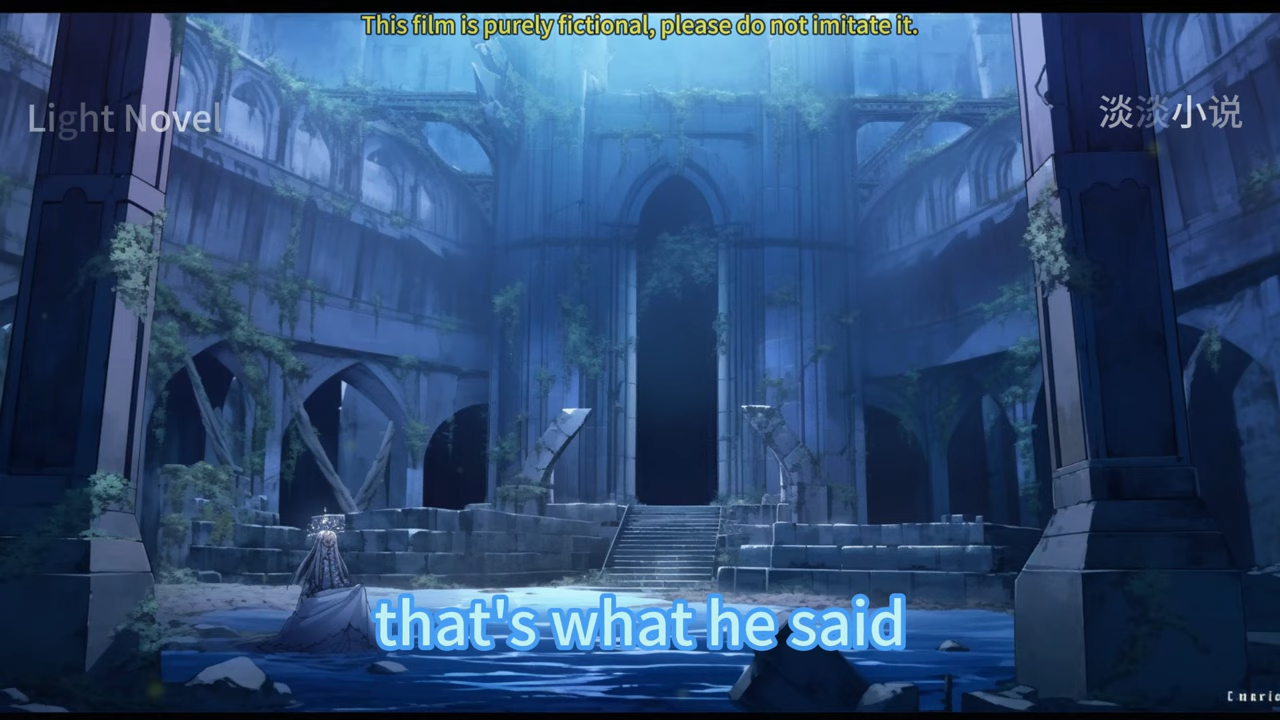 This film is purely fictional, please do not imitate it.
Light Novel
淡淡小说
that's what he said